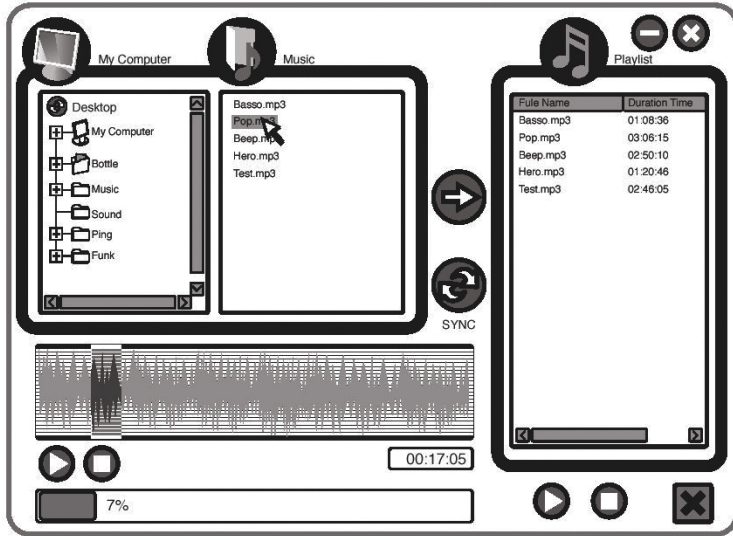 My Computer
Music
Playlist
Desktop
My Computer
Bottle
Music
Sound
Ping
Funk
Basso.mp3
Pop.mp3
Beep.mp3
Hero.mp3
Test.mp3
SYNC
Fule Name Duration Time
Basso.mp3 01:08:36
Pop.mp3 03:06:15
Beep.mp3 02:50:10
Hero.mp3 01:20:46
Test.mp3 02:46:05
00:17:05
7%